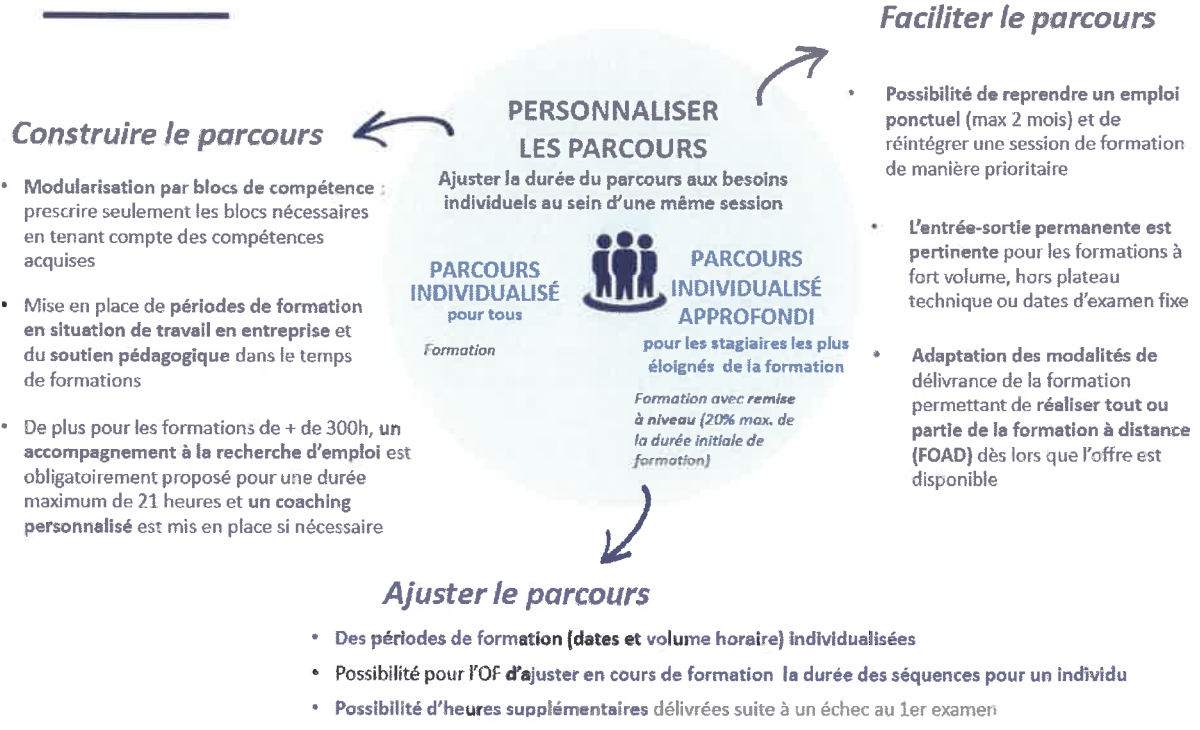 Faciliter le parcours
• Possibilité de reprendre un emploi
ponctuel (max 2 mois) et de
réintégrer une session de formation
de manière prioritaire
• L'entrée-sortie permanente est
pertinente pour les formations à
fort volume, hors plateau
technique ou dates d'examen fixe
• Adaptation des modalités de
délivrance de la formation
permettant de réaliser tout ou
partie de la formation à distance
(FOAD) dès lors que l'offre est
disponible
PERSONNALISER
LES PARCOURS
Ajuster la durée du parcours aux besoins
individuels au sein d'une même session
PARCOURS
INDIVIDUALISÉ
pour tous
Formation
PARCOURS
INDIVIDUALISÉ
APPROFONDI
pour les stagiaires les plus
éloignés de la formation
Formation avec remise
à niveau (20% max. de
la durée initiale de
formation)
Construire le parcours
• Modularisation par blocs de compétence :
prescrire seulement les blocs nécessaires
en tenant compte des compétences
acquises
• Mise en place de périodes de formation
en situation de travail en entreprise et
du soutien pédagogique dans le temps
de formations
• De plus pour les formations de + de 300h, un
accompagnement à la recherche d'emploi est
obligatoirement proposé pour une durée
maximum de 21 heures et un coaching
personnalisé est mis en place si nécessaire
Ajuster le parcours
• Des périodes de formation (dates et volume horaire) individualisées
• Possibilité pour l'OF d'ajuster en cours de formation la durée des séquences pour un individu
• Possibilité d'heures supplémentaires délivrées suite à un échec au 1er examen